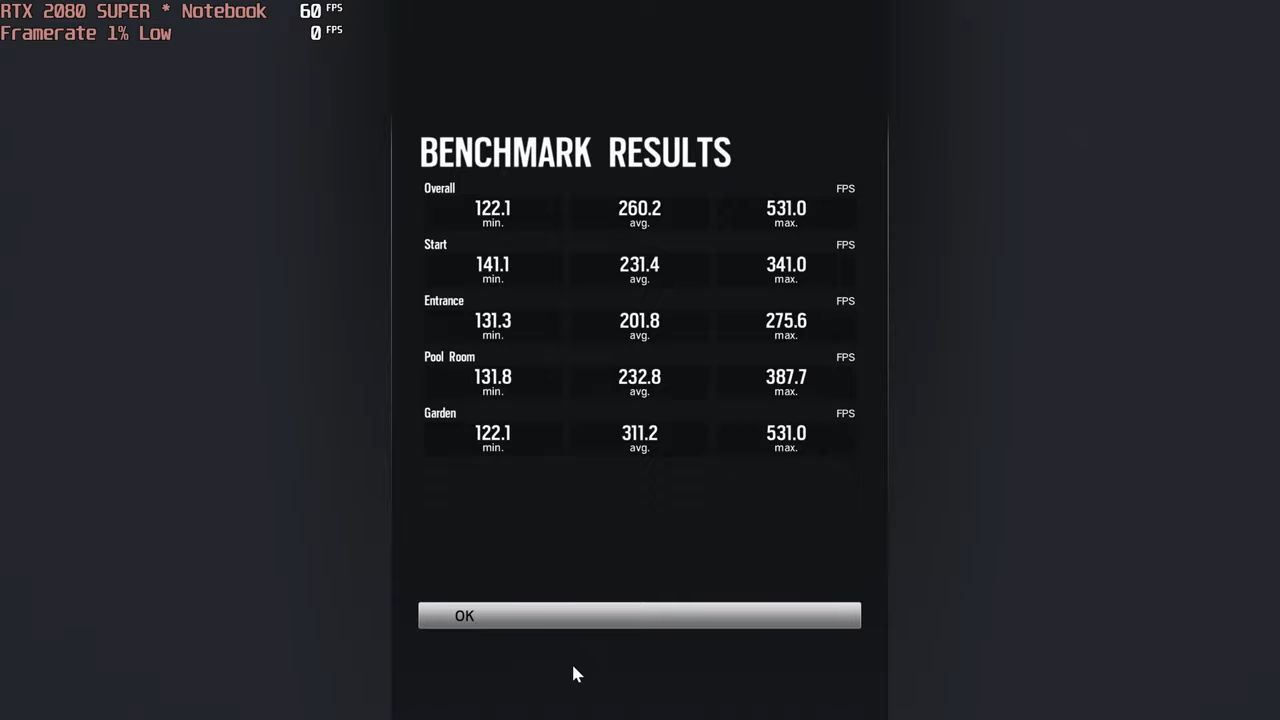 RTX 2080 SUPER * Notebook 60 FPS
Framerate 1% Low 0 FPS
BENCHMARK RESULTS
Overall FPS
122.1 260.2 531.0
min. avg. max.
Start FPS
141.1 231.4 341.0
min. avg. max.
Entrance FPS
131.3 201.8 275.6
min. avg. max.
Pool Room FPS
131.8 232.8 387.7
min. avg. max.
Garden FPS
122.1 311.2 531.0
min. avg. max.
OK